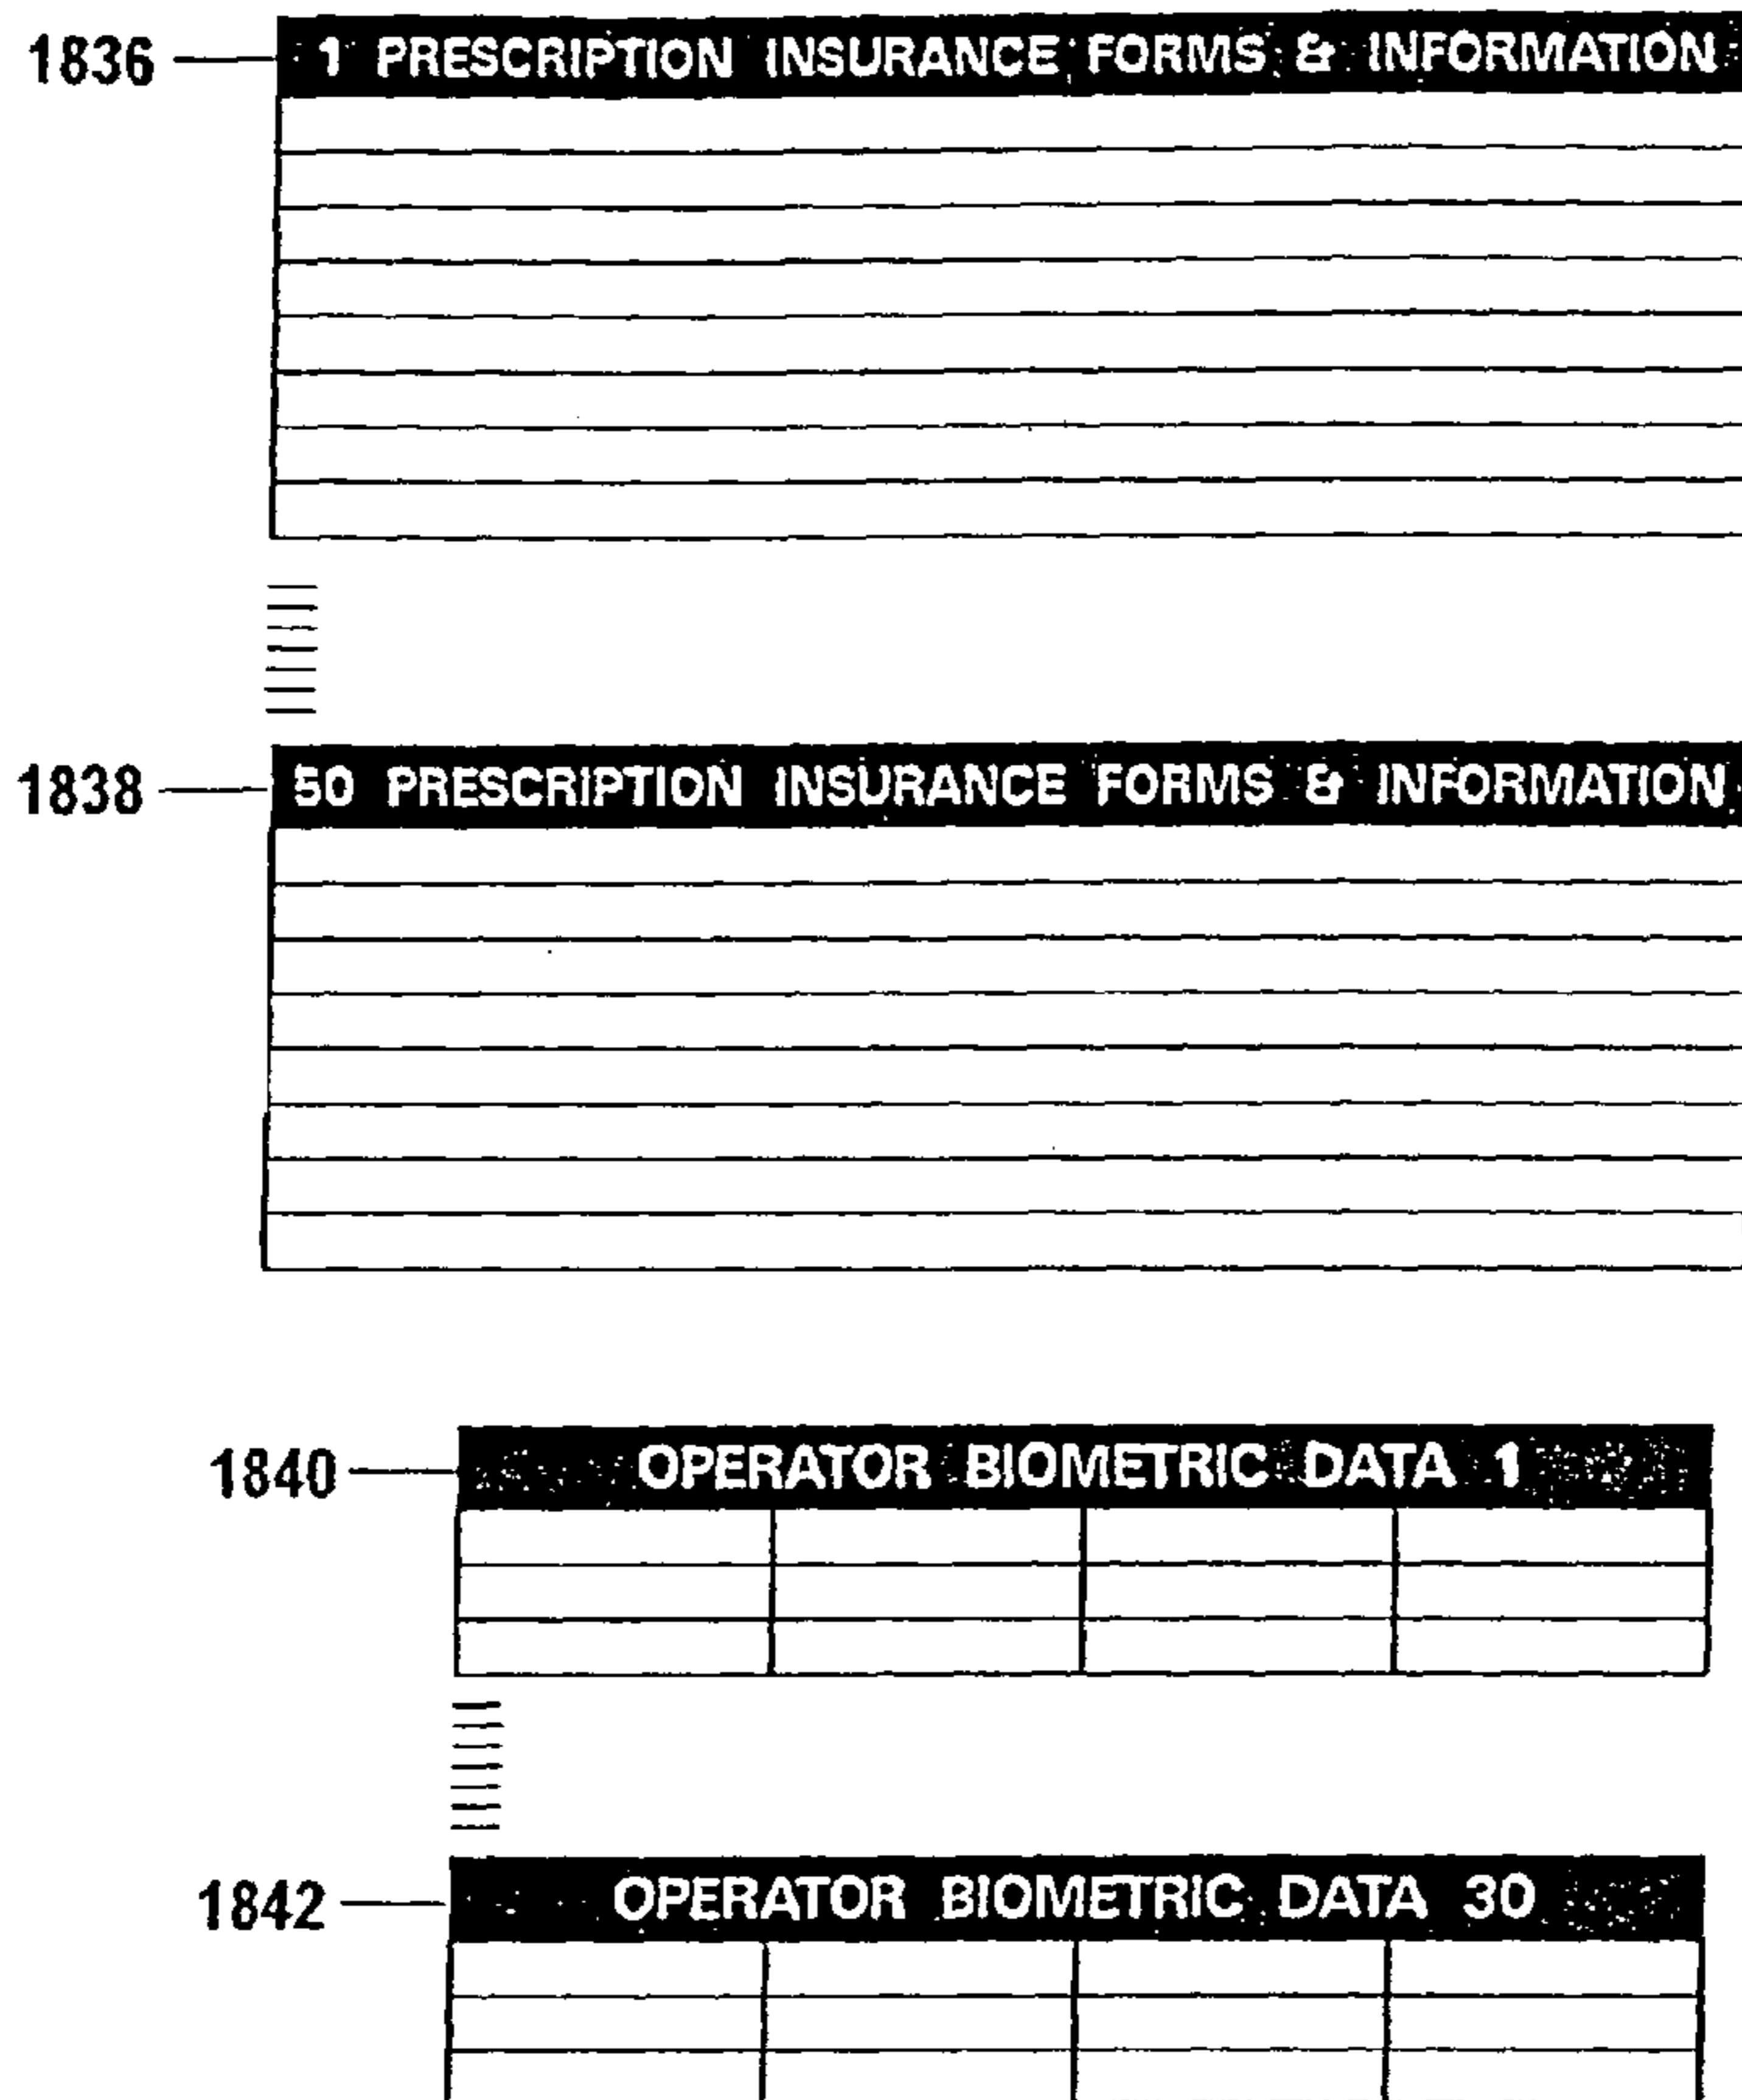 1836 1 PRESCRIPTION INSURANCE FORMS & INFORMATION
1838 50 PRESCRIPTION INSURANCE FORMS & INFORMATION
1840 OPERATOR BIOMETRIC DATA 1
1842 OPERATOR BIOMETRIC DATA 30